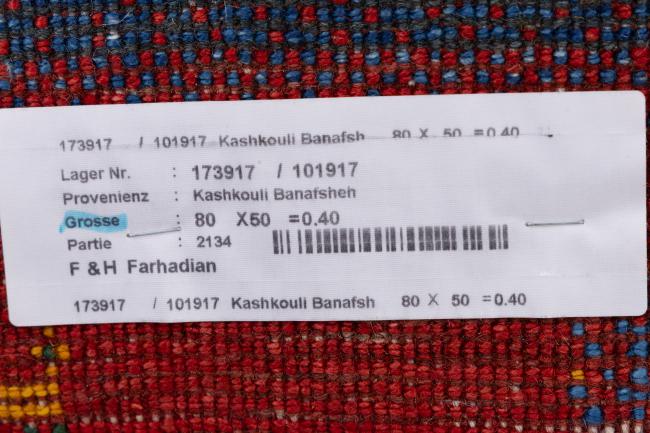 173917 / 101917 Kashkouli Banafsh 80 X 50 =0.40
Lager Nr. : 173917 / 101917
Provenienz : Kashkouli Banafsheh
Grosse : 80 X50 =0.40
Partie : 2134
F &H Farhadian
173917 / 101917 Kashkouli Banafsh 80 X 50 =0.40